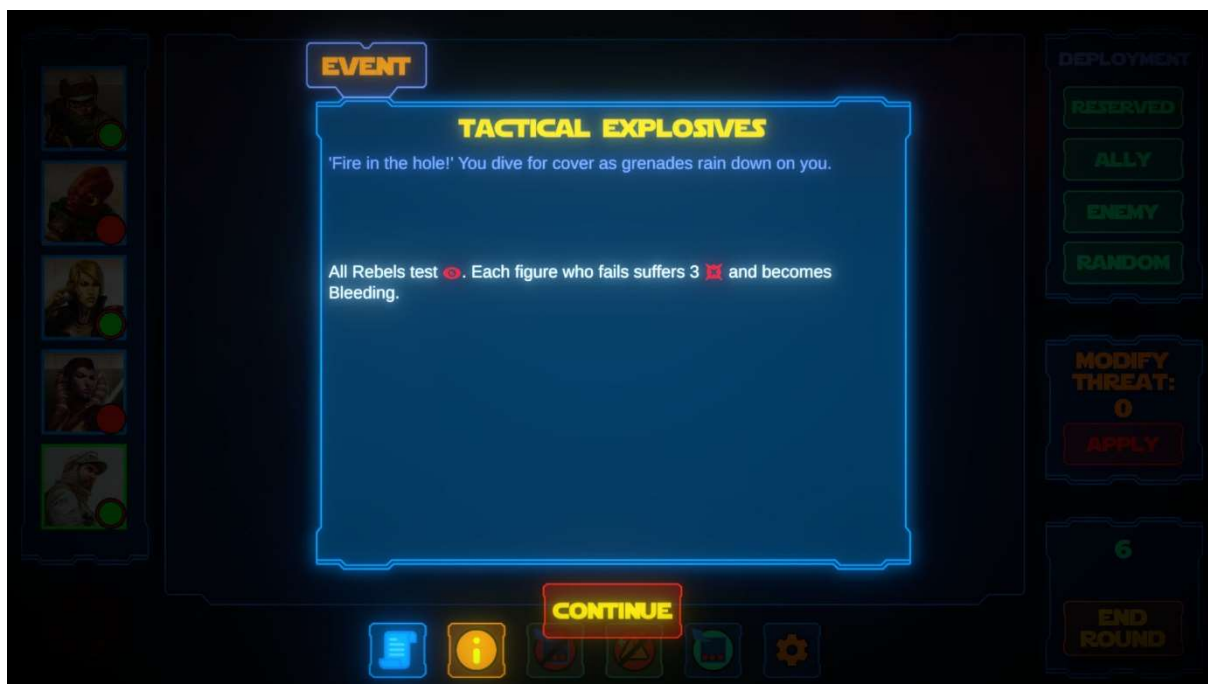 EVENT
TACTICAL EXPLOSIVES
'Fire in the hole!' You dive for cover as grenades rain down on you.
All Rebels test . Each figure who fails suffers 3 and becomes
Bleeding.
CONTINUE
DEPLOYMENT
RESERVED
ALLY
ENEMY
RANDOM
MODIFY
THREAT:
0
APPLY
6
END
ROUND